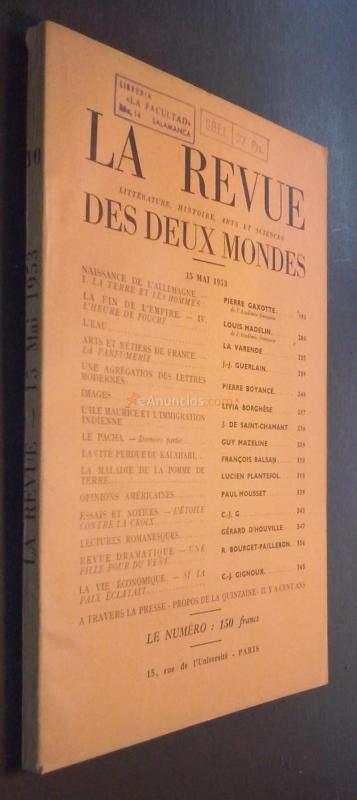 LIBRERIA
«LA FACULTAD»
SALAMANCA
LA REVUE
LITTÉRATURE, HISTOIRE, ARTS ET SCIENCES
DES DEUX MONDES
15 MAI 1953
NAISSANCE DE L'ALLEMAGNE —
I. LA TERRE ET LES HOMMES. PIERRE GAXOTTE. 193
de l'Académie française
LA FIN DE L'EMPIRE. — IV.
L'HEURE DE FOUCHÉ LOUIS MADELIN.
de l'Académie française
L'EAU LA VARENDE
ARTS ET MÉTIERS DE FRANCE —
LA PARFUMERIE J.-J. GUERLAIN.
UNE AGRÉGATION DES LETTRES
MODERNES PIERRE BOYANCÉ.
IMAGES LIVIA BORGHÈSE
L'ILE MAURICE ET L'IMMIGRATION
INDIENNE J. DE SAINT-CHAMANT
LE PACHA. — Dernière partie GUY MAZELINE
LA CITÉ PERDUE DU KALAHARI. FRANÇOIS BALSAN.
LA MALADIE DE LA POMME DE
TERRE LUCIEN PLANTEFOL.
OPINIONS AMÉRICAINES PAUL MOUSSET
ESSAIS ET NOTICES. — L'ÉTOILE
CONTRE LA CROIX C.-J. G
LECTURES ROMANESQUES GÉRARD D'HOUVILLE 347
REVUE DRAMATIQUE — UNE
FILLE POUR DU VENT R. BOURGET-PAILLERON.
LA VIE ÉCONOMIQUE. — SI LA
PAIX ÉCLATAIT C.-J. GIGNOUX. 365
A TRAVERS LA PRESSE - PROPOS DE LA QUINZAINE - IL Y A CENT ANS
LE NUMÉRO : 150 francs
15, rue de l'Université - PARIS
LA REVUE — 15 Mai 1953
eAnuncios.com